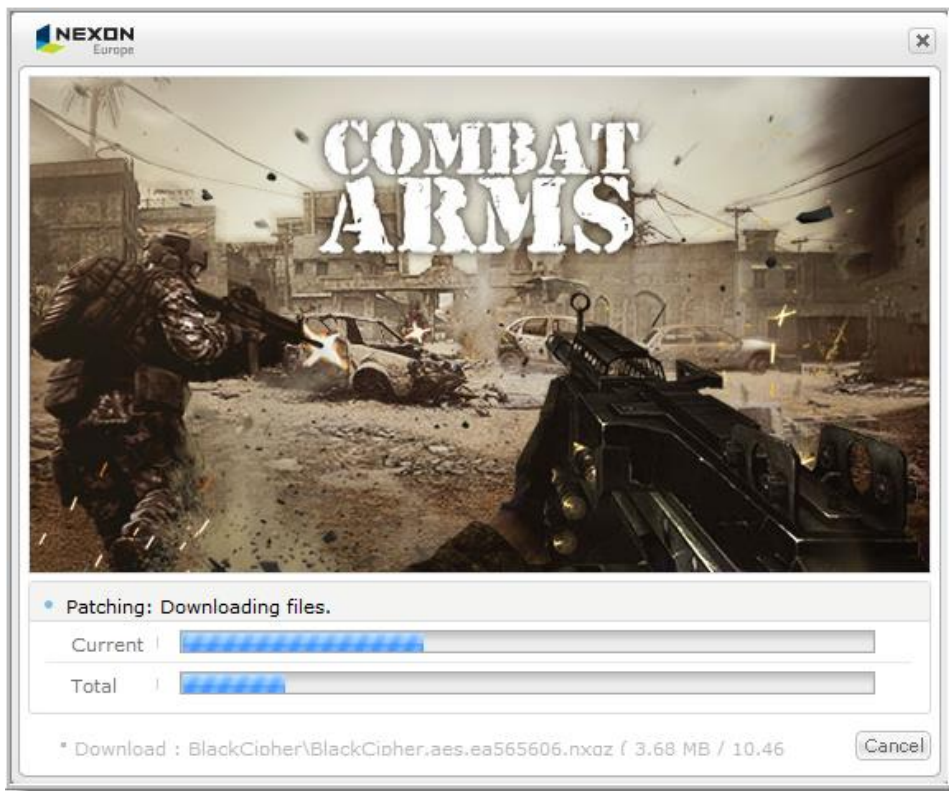 NEXON
Europe
COMBAT
ARMS
Patching: Downloading files.
Current
Total
* Download : BlackCipher\BlackCipher.aes.ea565606.nxgz ( 3.68 MB / 10.46
Cancel